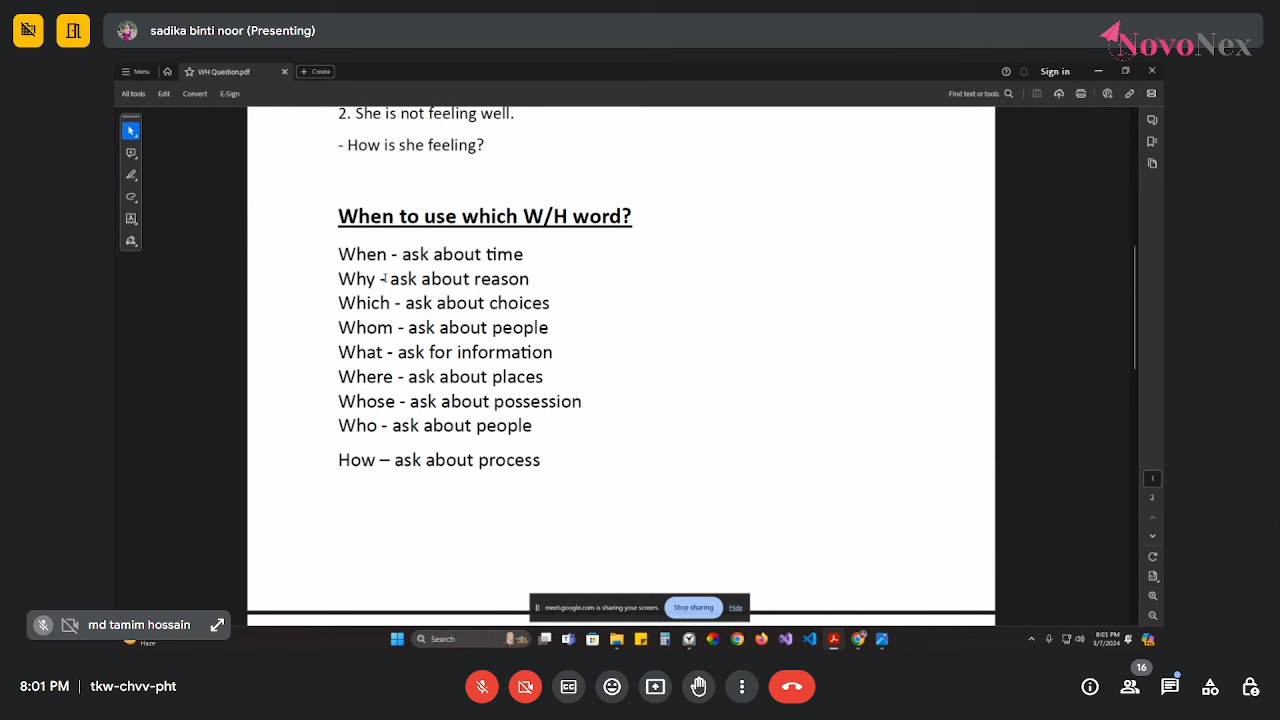 sadika binti noor (Presenting)
NovoNex
Menu
WH Question.pdf
Create
Sign in
All tools
Edit
Convert
E-Sign
Find text or tools
2. She is not feeling well.
- How is she feeling?
When to use which W/H word?
When - ask about time
Why - ask about reason
Which - ask about choices
Whom - ask about people
What - ask for information
Where - ask about places
Whose - ask about possession
Who - ask about people
How – ask about process
1
2
meet.google.com is sharing your screen.
Stop sharing
Hide
md tamim hossain
Haze
Search
8:01 PM
3/7/2024
16
8:01 PM | tkw-chvv-pht